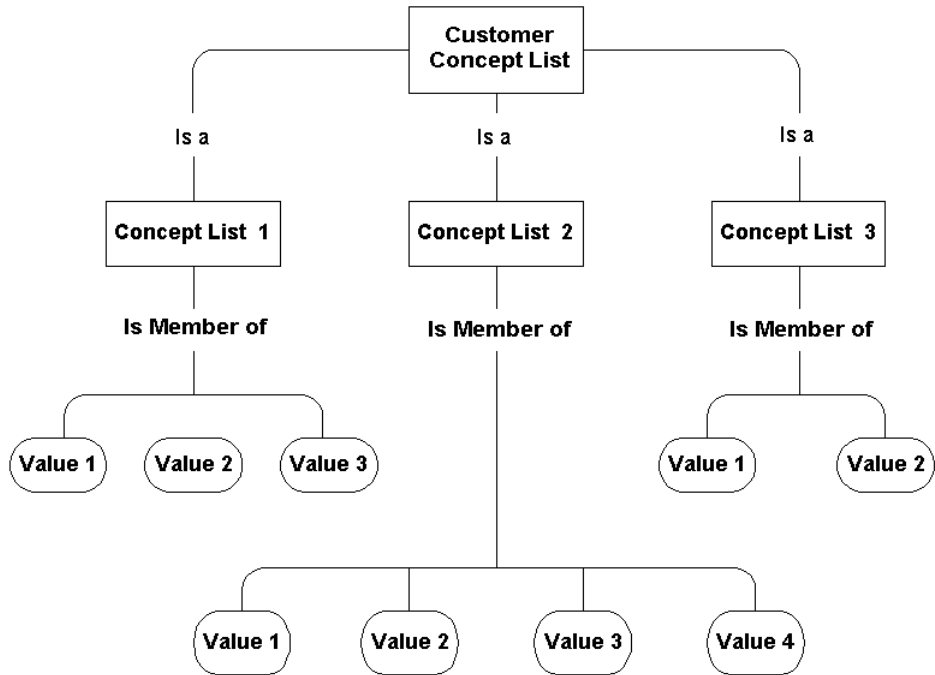 Customer
Concept List
Is a
Is a
Is a
Concept List 1
Concept List 2
Concept List 3
Is Member of
Is Member of
Is Member of
Value 1
Value 2
Value 3
Value 1
Value 2
Value 1
Value 2
Value 3
Value 4